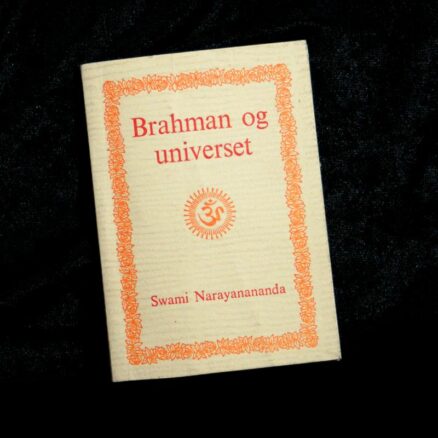 Brahman og
universet
ॐ
Swami Narayanananda